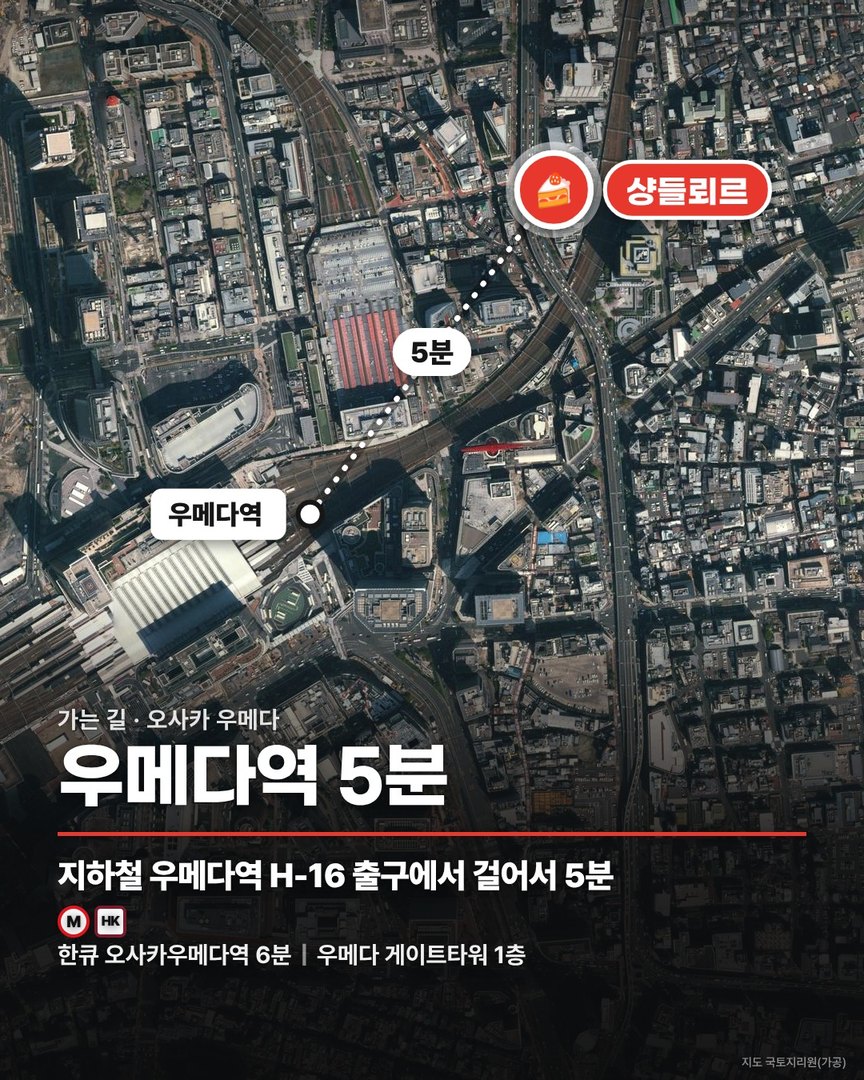 샹들뢰르
5분
우메다역
가는 길 · 오사카 우메다
우메다역 5분
지하철 우메다역 H-16 출구에서 걸어서 5분
M HK
한큐 오사카우메다역 6분 | 우메다 게이트타워 1층
지도 국토지리원(가공)